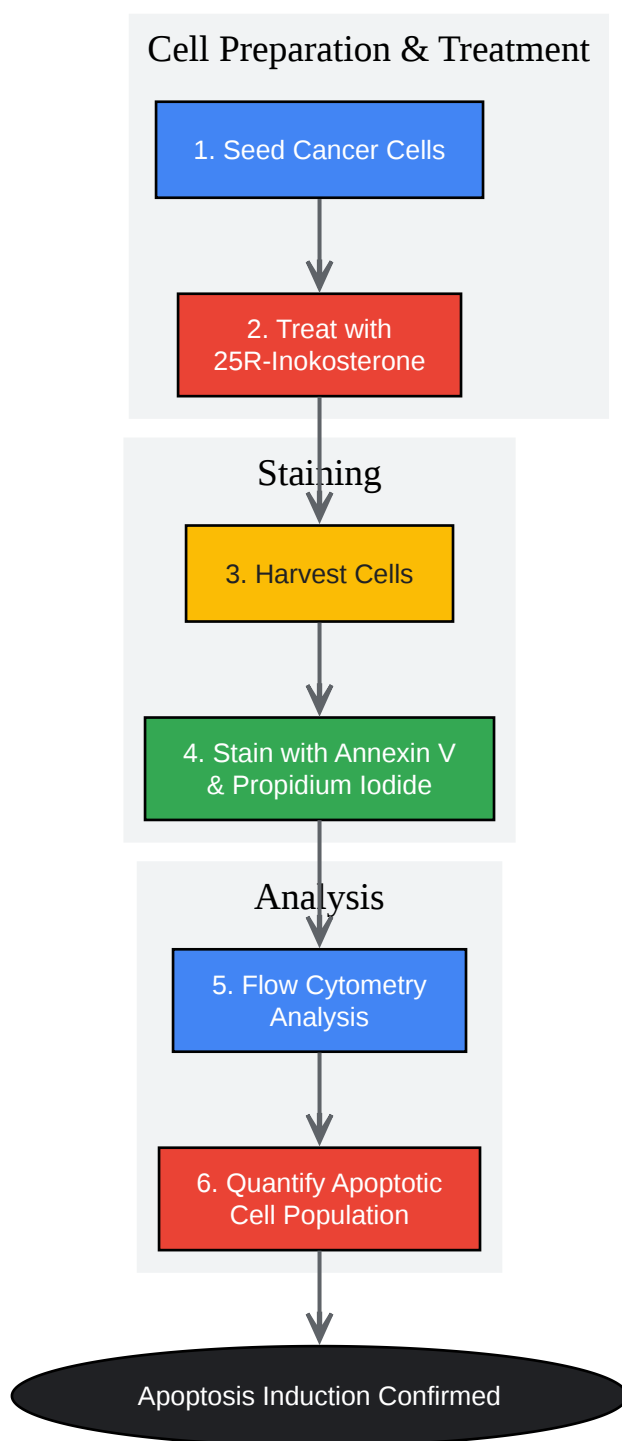 Cell Preparation & Treatment
1. Seed Cancer Cells
2. Treat with
25R-Inokosterone
Staining
3. Harvest Cells
4. Stain with Annexin V
& Propidium Iodide
Analysis
5. Flow Cytometry
Analysis
6. Quantify Apoptotic
Cell Population
Apoptosis Induction Confirmed